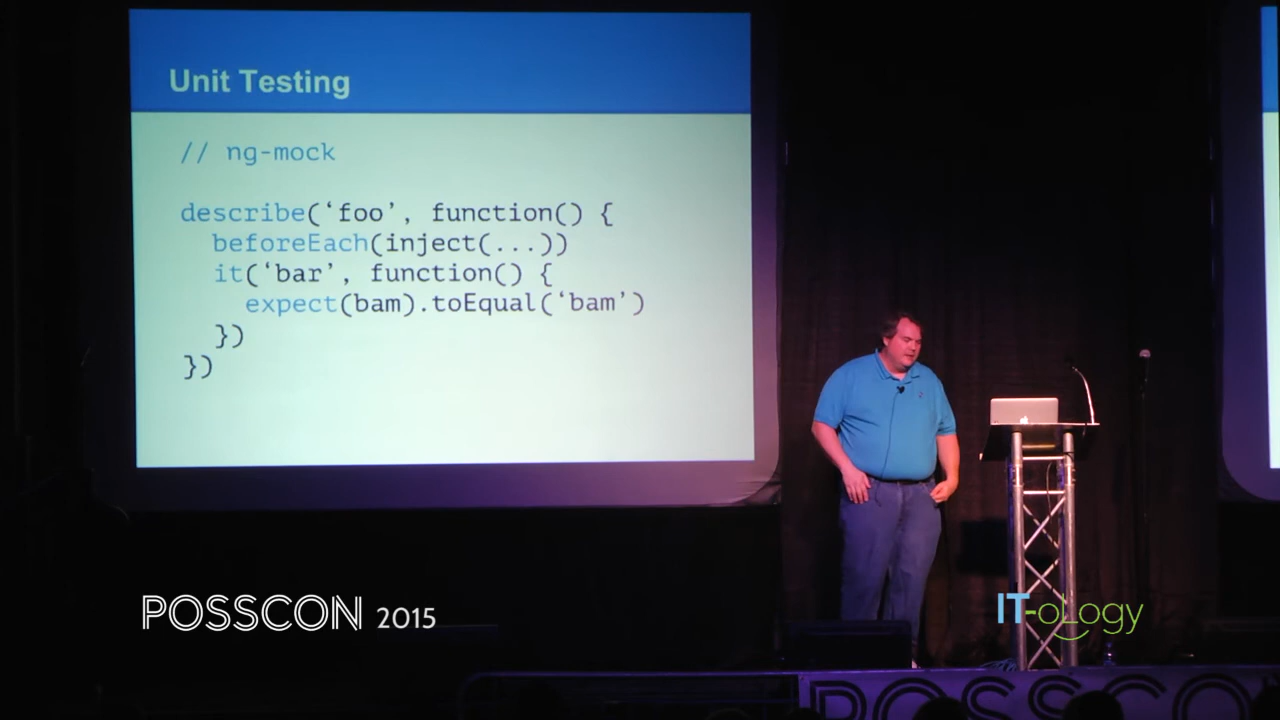 Unit Testing
// ng-mock
describe(‘foo’, function() {
beforeEach(inject(...))
it(‘bar’, function() {
expect(bam).toEqual(‘bam’)
})
})
POSSCON 2015
IT-oLogy
POSSCO